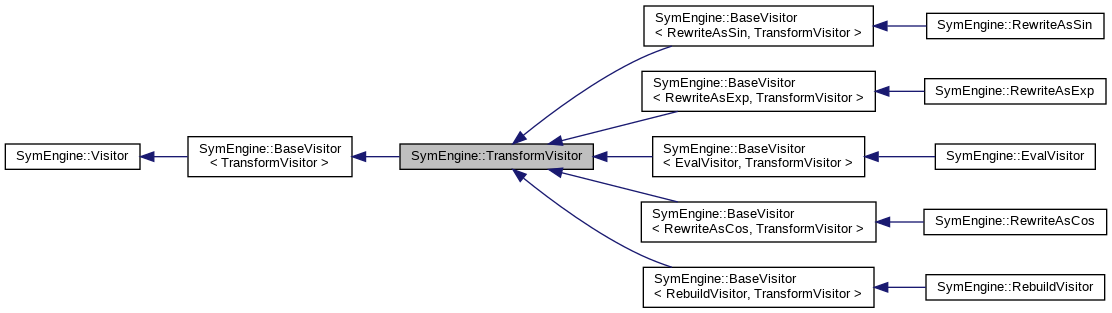 SymEngine::Visitor
SymEngine::BaseVisitor
< TransformVisitor >
SymEngine::TransformVisitor
SymEngine::BaseVisitor
< RewriteAsSin, TransformVisitor >
SymEngine::RewriteAsSin
SymEngine::BaseVisitor
< RewriteAsExp, TransformVisitor >
SymEngine::RewriteAsExp
SymEngine::BaseVisitor
< EvalVisitor, TransformVisitor >
SymEngine::EvalVisitor
SymEngine::BaseVisitor
< RewriteAsCos, TransformVisitor >
SymEngine::RewriteAsCos
SymEngine::BaseVisitor
< RebuildVisitor, TransformVisitor >
SymEngine::RebuildVisitor